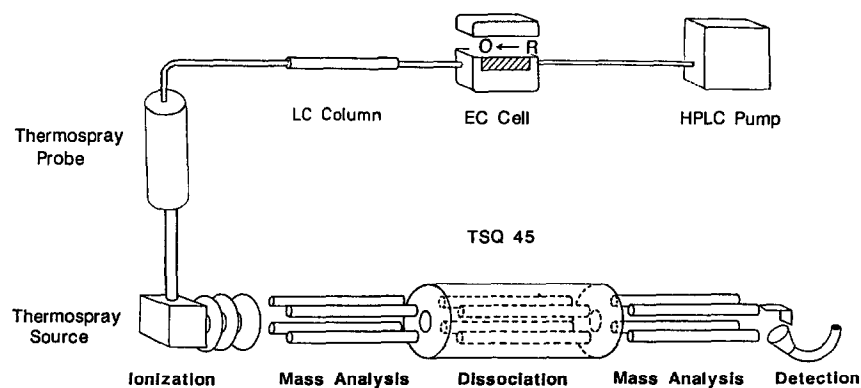 O ← R
LC Column
EC Cell
HPLC Pump
Thermospray
Probe
TSQ 45
Thermospray
Source
Ionization
Mass Analysis
Dissociation
Mass Analysis
Detection